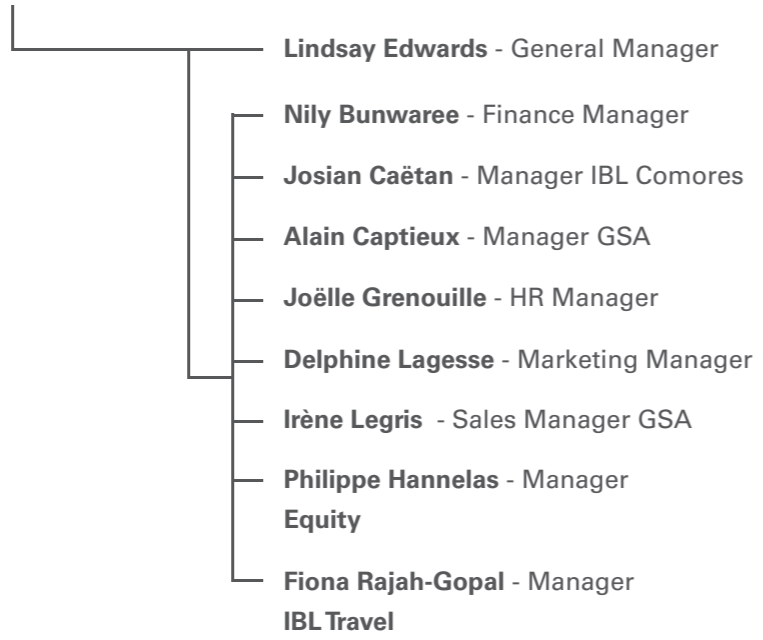 Lindsay Edwards - General Manager
Nily Bunwaree - Finance Manager
Josian Caëtan - Manager IBL Comores
Alain Captieux - Manager GSA
Joëlle Grenouille - HR Manager
Delphine Lagesse - Marketing Manager
Irène Legris - Sales Manager GSA
Philippe Hannelas - Manager
Equity
Fiona Rajah-Gopal - Manager
IBL Travel